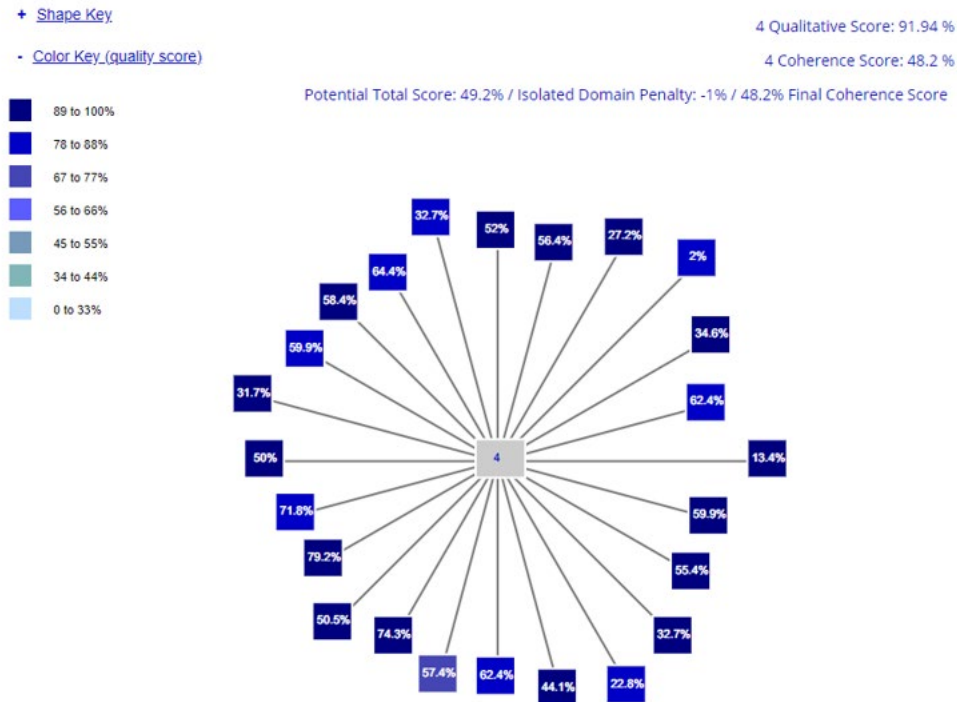 + Shape Key
- Color Key (quality score)
89 to 100%
78 to 88%
67 to 77%
56 to 66%
45 to 55%
34 to 44%
0 to 33%
4 Qualitative Score: 91.94 %
4 Coherence Score: 48.2 %
Potential Total Score: 49.2% / Isolated Domain Penalty: -1% / 48.2% Final Coherence Score
32.7%
52%
56.4%
27.2%
2%
64.4%
58.4%
34.6%
59.9%
31.7%
62.4%
50%
4
13.4%
71.8%
59.9%
79.2%
55.4%
50.5%
74.3%
32.7%
57.4%
62.4%
44.1%
22.8%